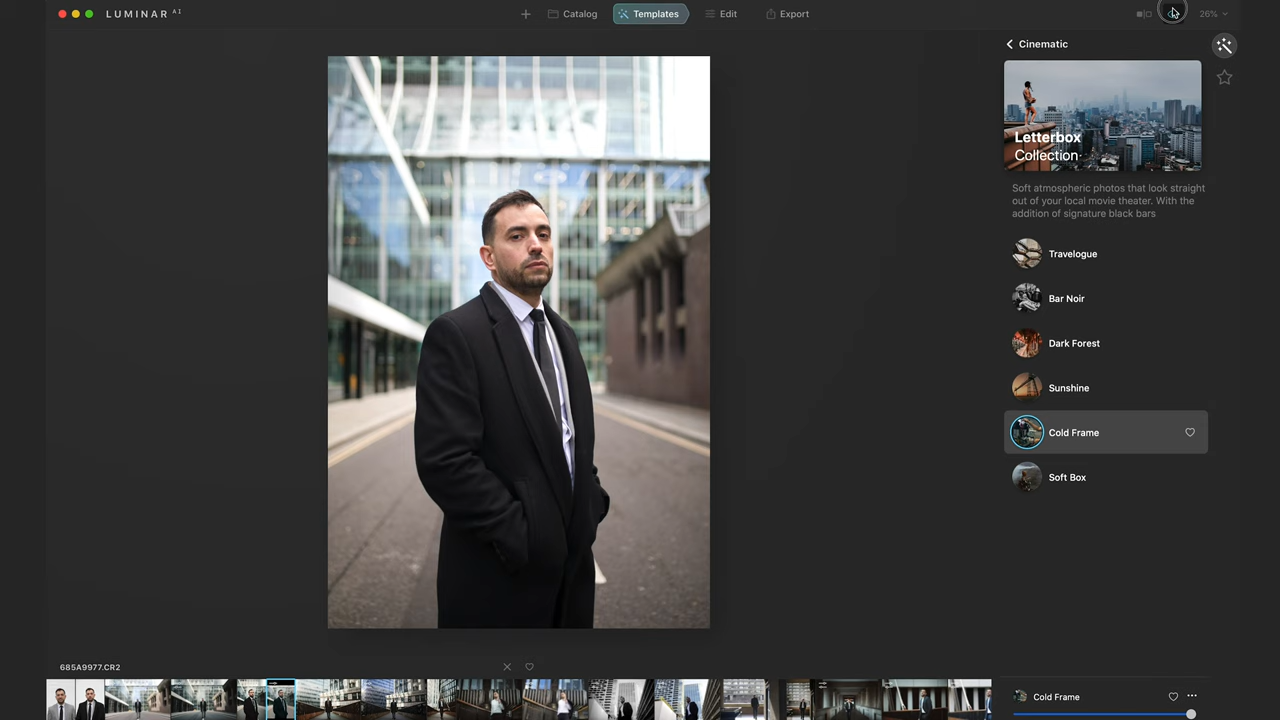 LUMINAR AI
Catalog
Templates
Edit
Export
26%
Cinematic
Letterbox
Collection
Soft atmospheric photos that look straight
out of your local movie theater. With the
addition of signature black bars
Travelogue
Bar Noir
Dark Forest
Sunshine
Cold Frame
Soft Box
685A9977.CR2
Cold Frame